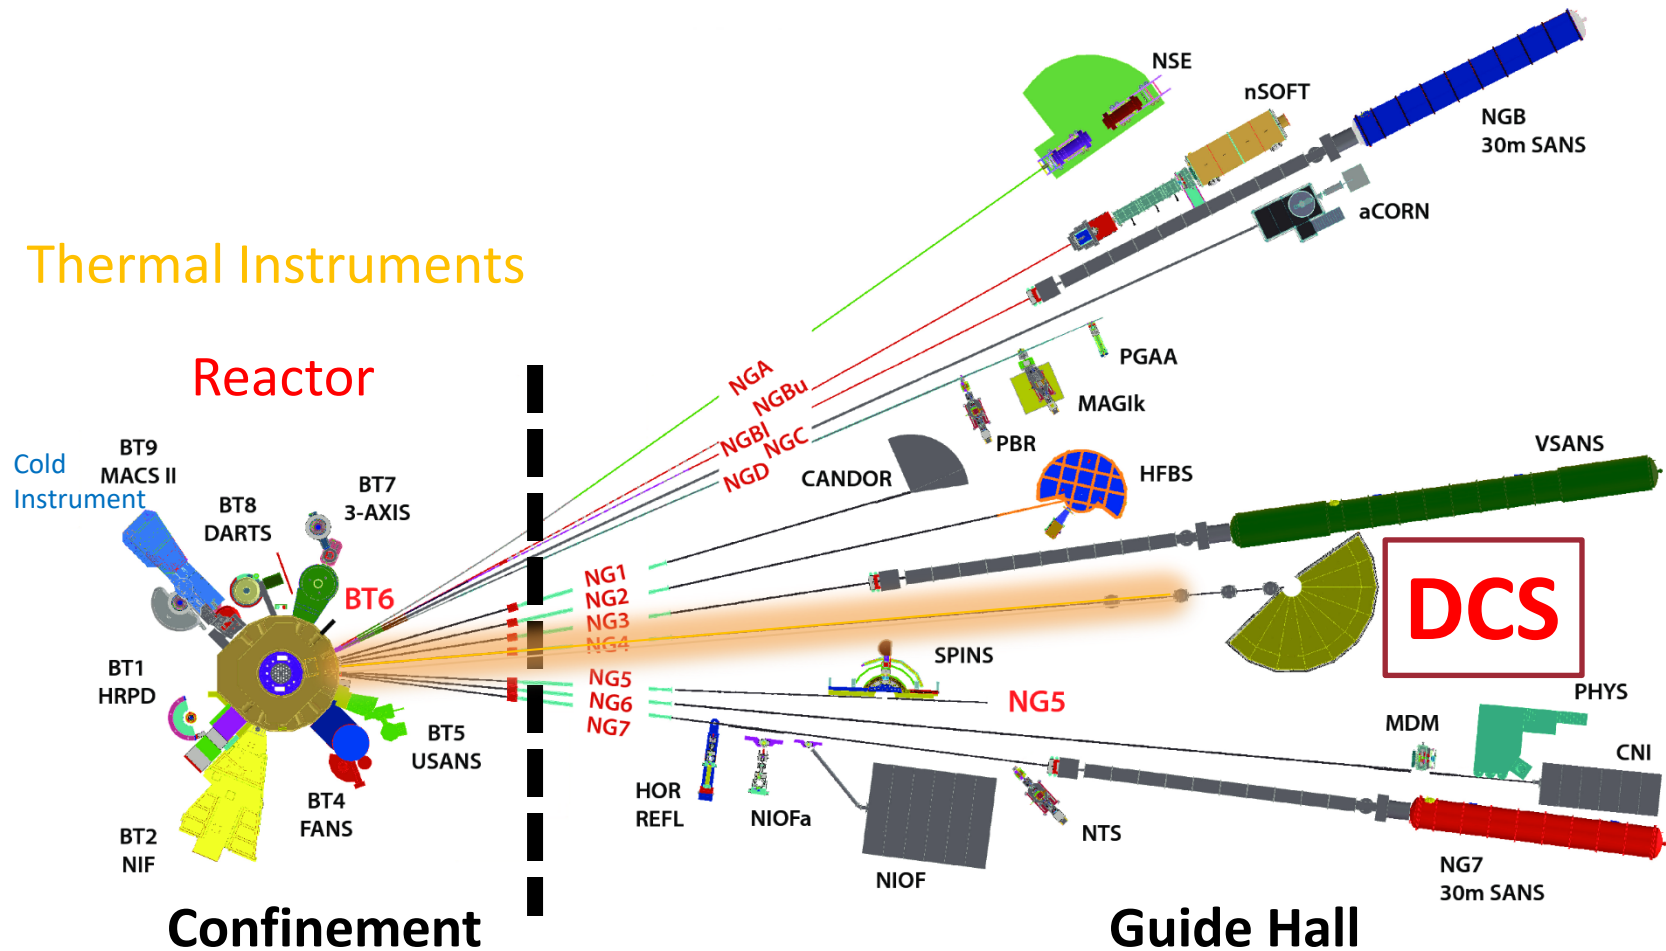 NSE
nSOFT
NGB
30m SANS
aCORN
Thermal Instruments
PGAA
Reactor
NGA
NGBu
MAGIk
NGBl
NGC
PBR
NGD
VSANS
BT9
MACS II
Cold
Instrument
CANDOR
HFBS
BT7
3-AXIS
BT8
DARTS
NG1
NG2
BT6
NG3
NG4
DCS
SPINS
BT1
HRPD
NG5
NG6
NG7
NG5
PHYS
MDM
BT5
USANS
CNI
HOR
REFL
NIOFa
BT4
FANS
NTS
BT2
NIF
NIOF
NG7
30m SANS
Confinement
Guide Hall